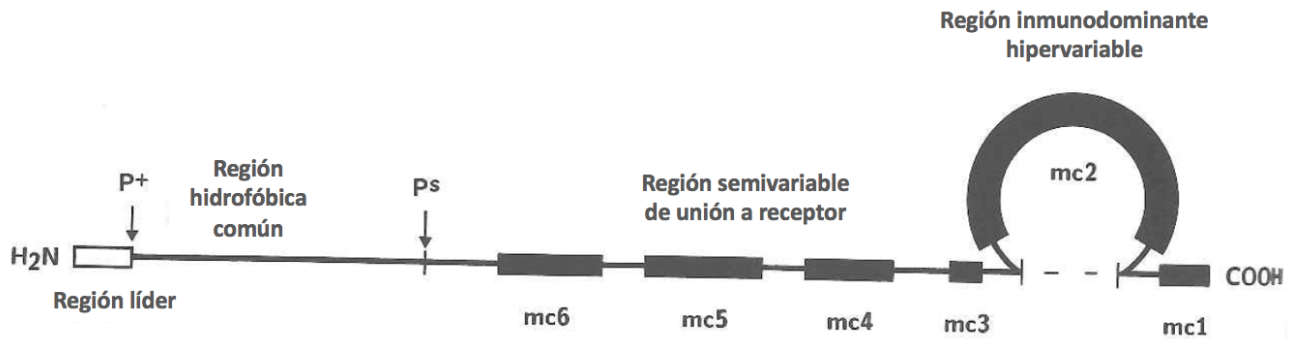 Región inmunodominante
hipervariable
mc2
P+
Región
hidrofóbica
común
Ps
Región semivariable
de unión a receptor
H2N
COOH
Región líder
mc6
mc5
mc4
mc3
mc1